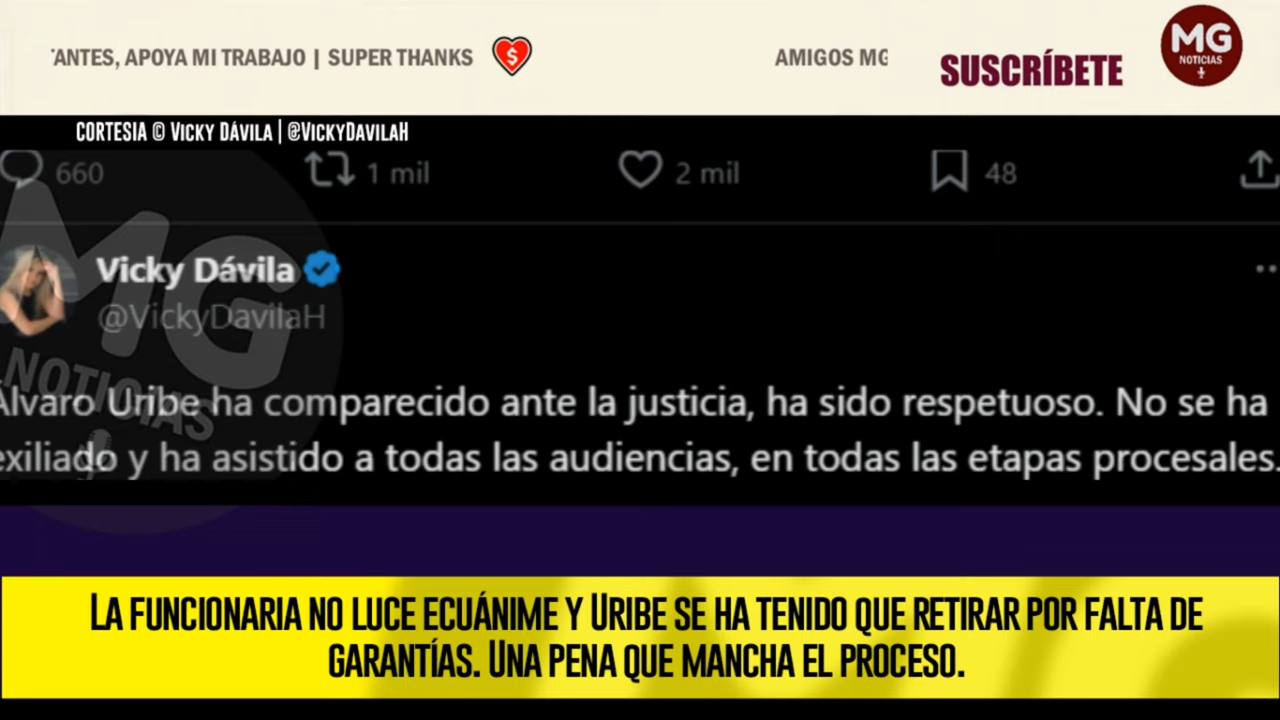 'ANTES, APOYA MI TRABAJO | SUPER THANKS
$
AMIGOS MG
SUSCRÍBETE
MG
NOTICIAS
CORTESIA © VICKY DÁVILA | @VICKYDAVILAH
660
1 mil
2 mil
48
Vicky Dávila
@VickyDavilaH
MG
NOTICIAS
Álvaro Uribe ha comparecido ante la justicia, ha sido respetuoso. No se ha
exiliado y ha asistido a todas las audiencias, en todas las etapas procesales.
LA FUNCIONARIA NO LUCE ECUÁNIME Y URIBE SE HA TENIDO QUE RETIRAR POR FALTA DE
GARANTÍAS. UNA PENA QUE MANCHA EL PROCESO.